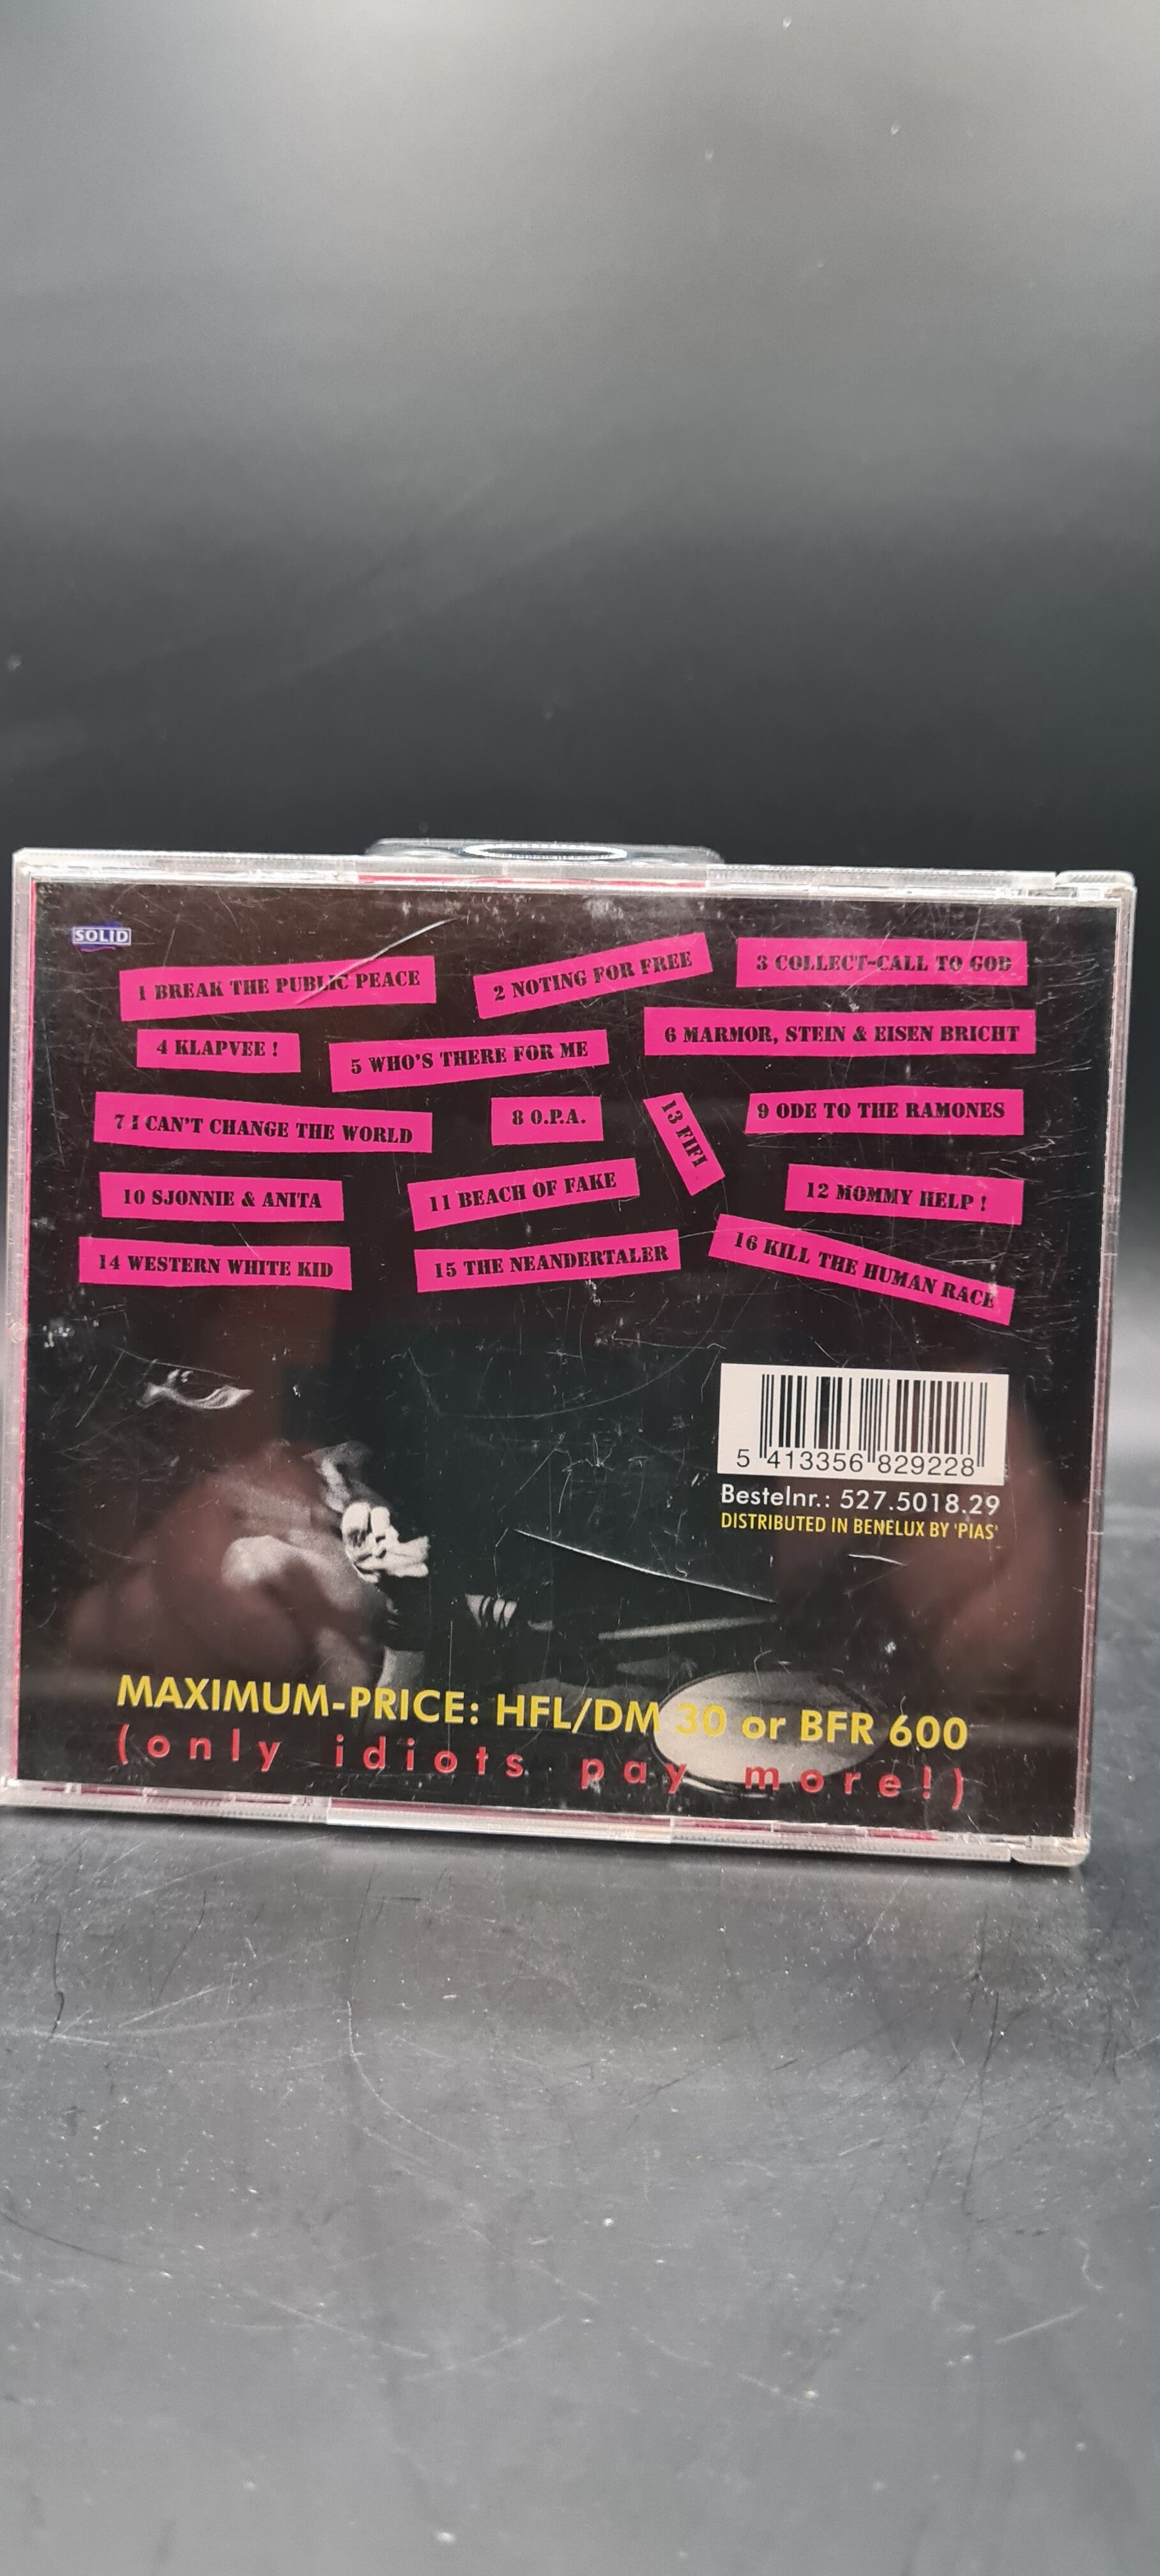 SOLID
1 BREAK THE PUBLIC PEACE
2 NOTING FOR FREE
3 COLLECT-CALL TO GOD
4 KLAPVEE !
5 WHO'S THERE FOR ME
6 MARMOR, STEIN & EISEN BRICHT
7 I CAN'T CHANGE THE WORLD
8 O.P.A.
13 FIFI
9 ODE TO THE RAMONES
10 SJONNIE & ANITA
11 BEACH OF FAKE
12 MOMMY HELP !
14 WESTERN WHITE KID
15 THE NEANDERTALER
16 KILL THE HUMAN RACE
5 413356 829228
Bestelnr.: 527.5018.29
DISTRIBUTED IN BENELUX BY 'PIAS'
MAXIMUM-PRICE: HFL/DM 30 or BFR 600
(only idiots pay more!)